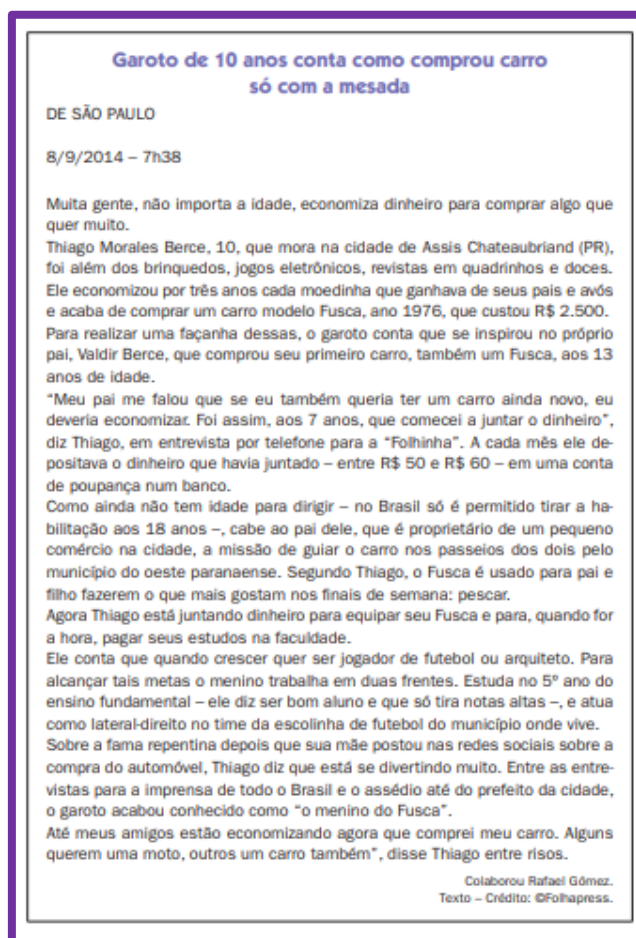 Garoto de 10 anos conta como comprou carro
só com a mesada
DE SÃO PAULO
8/9/2014 – 7h38
Muita gente, não importa a idade, economiza dinheiro para comprar algo que
quer muito.
Thiago Morales Berce, 10, que mora na cidade de Assis Chateaubriand (PR),
foi além dos brinquedos, jogos eletrônicos, revistas em quadrinhos e doces.
Ele economizou por três anos cada moedinha que ganhava de seus pais e avós
e acaba de comprar um carro modelo Fusca, ano 1976, que custou R$ 2.500.
Para realizar uma façanha dessas, o garoto conta que se inspirou no próprio
pai, Valdir Berce, que comprou seu primeiro carro, também um Fusca, aos 13
anos de idade.
“Meu pai me falou que se eu também queria ter um carro ainda novo, eu
deveria economizar. Foi assim, aos 7 anos, que comecei a juntar o dinheiro”,
diz Thiago, em entrevista por telefone para a “Folhinha”. A cada mês ele de-
positava o dinheiro que havia juntado – entre R$ 50 e R$ 60 – em uma conta
de poupança num banco.
Como ainda não tem idade para dirigir – no Brasil só é permitido tirar a ha-
bilitação aos 18 anos –, cabe ao pai dele, que é proprietário de um pequeno
comércio na cidade, a missão de guiar o carro nos passeios dos dois pelo
município do oeste paranaense. Segundo Thiago, o Fusca é usado para pai e
filho fazerem o que mais gostam nos finais de semana: pescar.
Agora Thiago está juntando dinheiro para equipar seu Fusca e para, quando for
a hora, pagar seus estudos na faculdade.
Ele conta que quando crescer quer ser jogador de futebol ou arquiteto. Para
alcançar tais metas o menino trabalha em duas frentes. Estuda no 5º ano do
ensino fundamental – ele diz ser bom aluno e que só tira notas altas –, e atua
como lateral-direito no time da escolinha de futebol do município onde vive.
Sobre a fama repentina depois que sua mãe postou nas redes sociais sobre a
compra do automóvel, Thiago diz que está se divertindo muito. Entre as entre-
vistas para a imprensa de todo o Brasil e o assédio até do prefeito da cidade,
o garoto acabou conhecido como “o menino do Fusca”.
Até meus amigos estão economizando agora que comprei meu carro. Alguns
querem uma moto, outros um carro também”, disse Thiago entre risos.
Colaborou Rafael Gómez.
Texto – Crédito: ©Folhapress.